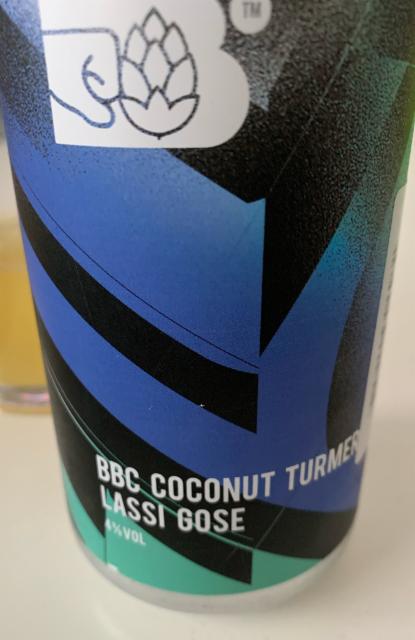 TM
BBC COCONUT TURMER
LASSI GOSE
4%VOL